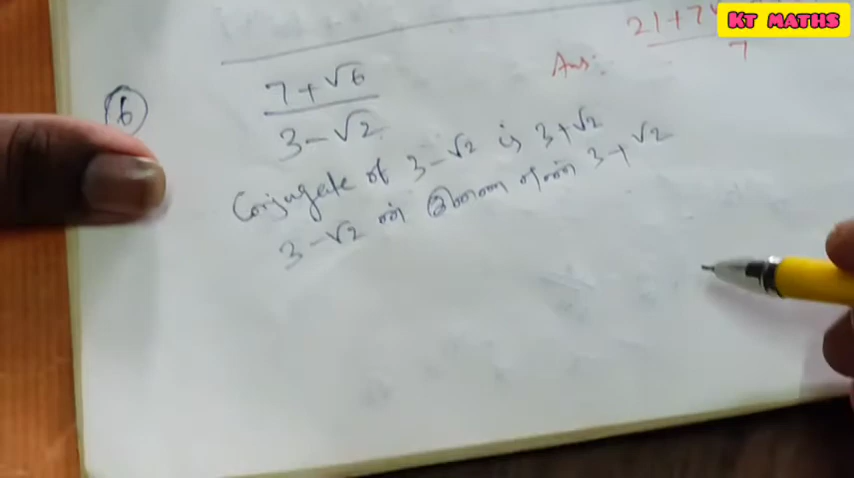 KT MATHS
21+7√
7
Ans:
6
7+√6
3-√2
Conjugate of 3-√2 is 3+√2
3-√2 ன் இணை எண் 3+√2